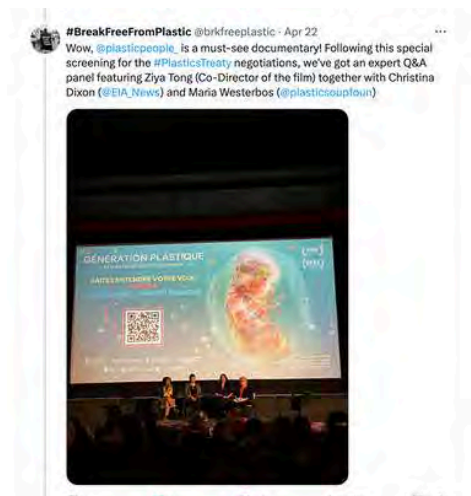 #BreakFreeFromPlastic @brkfreeplastic · Apr 22
Wow, @plasticpeople_ is a must-see documentary! Following this special
screening for the #PlasticsTreaty negotiations, we've got an expert Q&A
panel featuring Ziya Tong (Co-Director of the film) together with Christina
Dixon (@EIA_News) and Maria Westerbos (@plasticsoupfoun)
GÉNÉRATION PLASTIQUE
FAITES ENTENDRE VOTRE VOIX